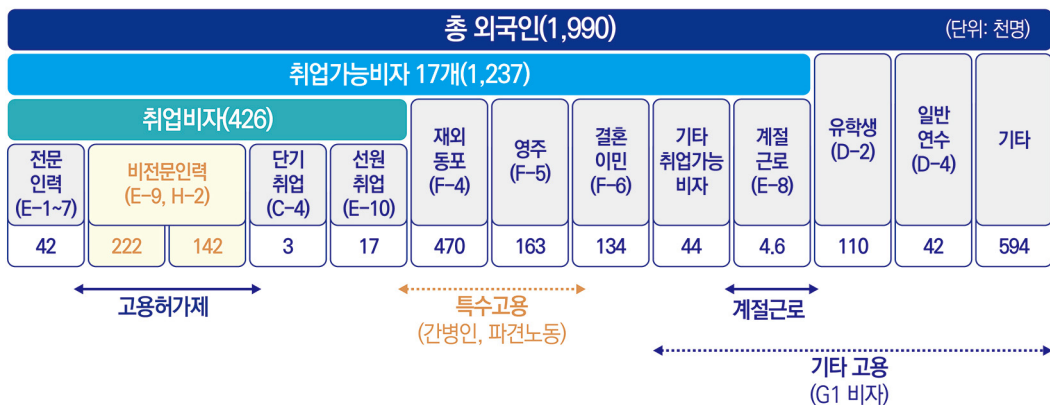 총 외국인(1,990)
(단위: 천명)
취업가능비자 17개(1,237)
취업비자(426)
전문
인력
(E-1~7)
비전문인력
(E-9, H-2)
단기
취업
(C-4)
선원
취업
(E-10)
재외
동포
(F-4)
영주
(F-5)
결혼
이민
(F-6)
기타
취업가능
비자
계절
근로
(E-8)
유학생
(D-2)
일반
연수
(D-4)
기타
42
222
142
3
17
470
163
134
44
4.6
110
42
594
고용허가제
특수고용
(간병인, 파견노동)
계절근로
기타 고용
(G1 비자)